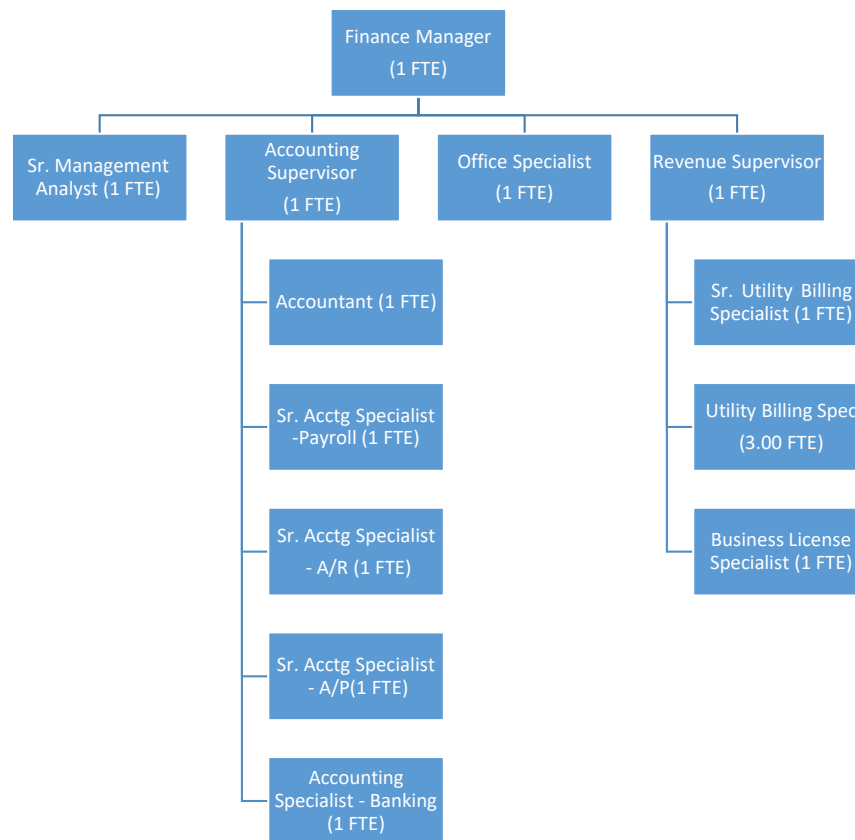 Finance Manager
(1 FTE)
Sr. Management
Analyst (1 FTE)
Accounting
Supervisor
(1 FTE)
Office Specialist
(1 FTE)
Revenue Supervisor
(1 FTE)
Accountant (1 FTE)
Sr. Acctg Specialist
-Payroll (1 FTE)
Sr. Acctg Specialist
- A/R (1 FTE)
Sr. Acctg Specialist
- A/P(1 FTE)
Accounting
Specialist - Banking
(1 FTE)
Sr. Utility Billing
Specialist (1 FTE)
Utility Billing Spec
(3.00 FTE)
Business License
Specialist (1 FTE)